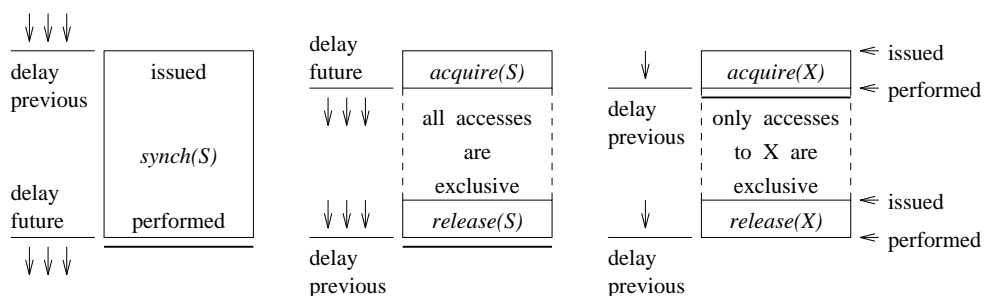 delay
previous
issued
synch(S)
delay
future
performed
delay
future
acquire(S)
all accesses
are
exclusive
release(S)
delay
previous
acquire(X)
issued
performed
delay
previous
only accesses
to X are
exclusive
release(X)
issued
performed
delay
previous